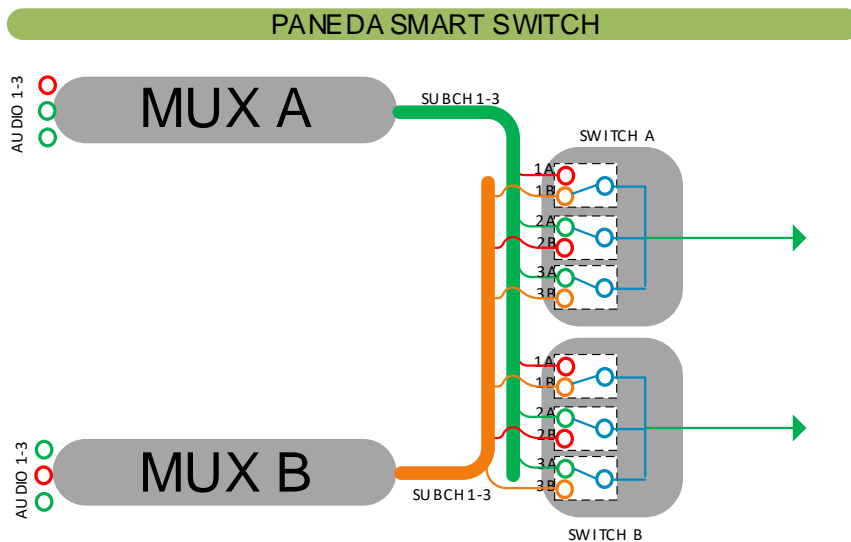 PANEDA SMART SWITCH
AUDIO 1-3
MUX A
SUBCH 1-3
SWITCH A
1A
1B
2A
2B
3A
3B
1A
1B
2A
2B
3A
3B
AUDIO 1-3
MUX B
SUBCH 1-3
SWITCH B